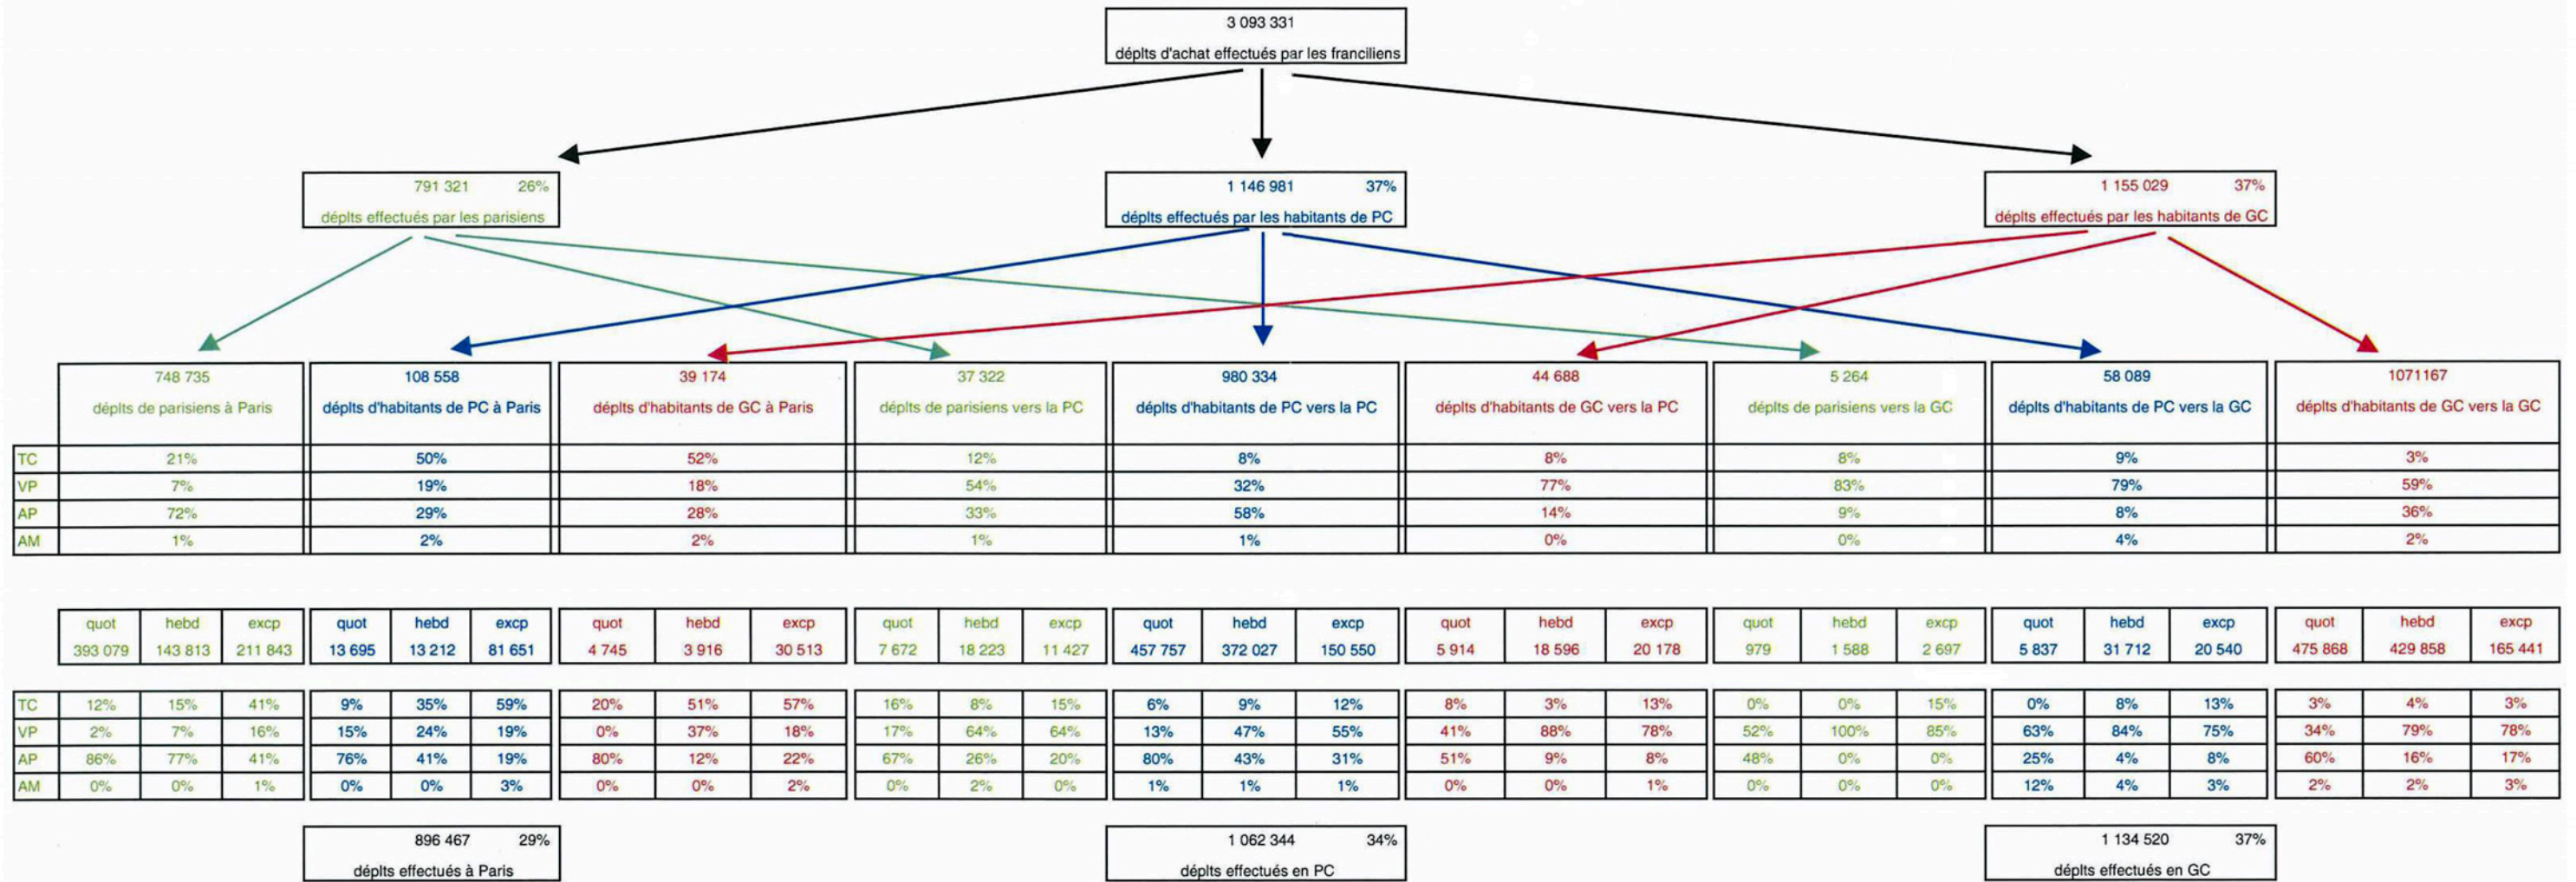 3 093 331
déplts d'achat effectués par les franciliens
791 321 26%
déplts effectués par les parisiens
1 146 981 37%
déplts effectués par les habitants de PC
1 155 029 37%
déplts effectués par les habitants de GC
748 735 108 558 39 174 37 322 980 334 44 688 5 264 58 089 1071167
déplts de parisiens à Paris déplts d'habitants de PC à Paris déplts d'habitants de GC à Paris déplts de parisiens vers la PC déplts d'habitants de PC vers la PC déplts d'habitants de GC vers la PC déplts de parisiens vers la GC déplts d'habitants de PC vers la GC déplts d'habitants de GC vers la GC
TC 21% 50% 52% 12% 8% 8% 8% 9% 3%
VP 7% 19% 18% 54% 32% 77% 83% 79% 59%
AP 72% 29% 28% 33% 58% 14% 9% 8% 36%
AM 1% 2% 2% 1% 1% 0% 0% 4% 2%
quot hebd excp quot hebd excp quot hebd excp quot hebd excp quot hebd excp quot hebd excp quot hebd excp quot hebd excp quot hebd excp
393 079 143 813 211 843 13 695 13 212 81 651 4 745 3 916 30 513 7 672 18 223 11 427 457 757 372 027 150 550 5 914 18 596 20 178 979 1 588 2 697 5 837 31 712 20 540 475 868 429 858 165 441
TC 12% 15% 41% 9% 35% 59% 20% 51% 57% 16% 8% 15% 6% 9% 12% 8% 3% 13% 0% 0% 15% 0% 8% 13% 3% 4% 3%
VP 2% 7% 16% 15% 24% 19% 0% 37% 18% 17% 64% 64% 13% 47% 55% 41% 88% 78% 52% 100% 85% 63% 84% 75% 34% 79% 78%
AP 86% 77% 41% 76% 41% 19% 80% 12% 22% 67% 26% 20% 80% 43% 31% 51% 9% 8% 48% 0% 0% 25% 4% 8% 60% 16% 17%
AM 0% 0% 1% 0% 0% 3% 0% 0% 2% 0% 2% 0% 1% 1% 1% 0% 0% 1% 0% 0% 0% 12% 4% 3% 2% 2% 3%
896 467 29%
déplts effectués à Paris
1 062 344 34%
déplts effectués en PC
1 134 520 37%
déplts effectués en GC